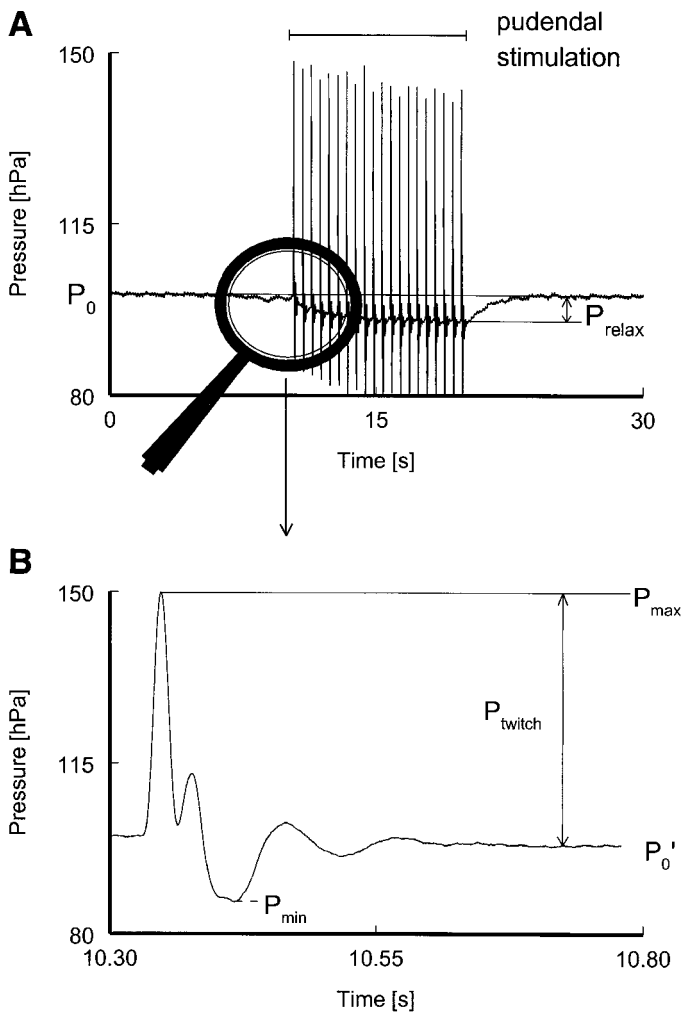 A
pudendal
stimulation
150
115
80
Pressure [hPa]
P0
Prelax
0
15
30
Time [s]
B
150
115
80
Pressure [hPa]
Pmax
Ptwitch
P0'
Pmin
10.30
10.55
10.80
Time [s]